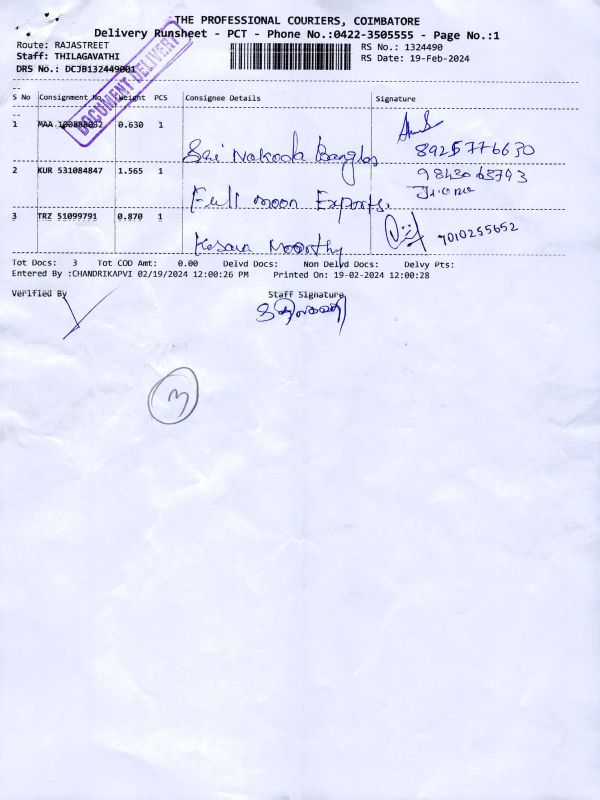 THE PROFESSIONAL COURIERS, COIMBATORE
Delivery Runsheet - PCT - Phone No.:0422-3505555 - Page No.:1
Route: RAJASTREET
RS No.: 1324490
Staff: THILAGAVATHI
RS Date: 19-Feb-2024
DRS No.: DCJB132449001
DOCUMENT DELIVERY
S No Consignment No. Weight PCS Consignee Details Signature
1 MAA 100888032 0.630 1
Sai Nakoda Bangles 8925776630
2 KUR 531084847 1.565 1
Full moon Exports.
3 TRZ 51099791 0.870 1
Kesava Moorthy 7010255652
Tot Docs: 3 Tot COD Amt: 0.00 Delvd Docs: Non Delvd Docs: Delvy Pts:
Entered By :CHANDRIKAPVI 02/19/2024 12:00:26 PM Printed On: 19-02-2024 12:00:28
Verified By Staff Signature
3